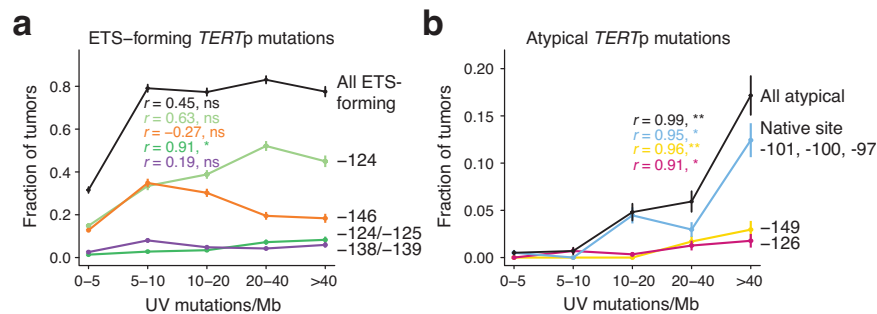 a
ETS−forming TERTp mutations
Fraction of tumors
0.8
0.6
0.4
0.2
0.0
r = 0.45, ns
r = 0.63, ns
r = −0.27, ns
r = 0.91, *
r = 0.19, ns
All ETS-
forming
−124
−146
−124/−125
−138/−139
0−5
5−10
10−20
20−40
>40
UV mutations/Mb
b
Atypical TERTp mutations
Fraction of tumors
0.20
0.15
0.10
0.05
0.00
r = 0.99, **
r = 0.95, *
r = 0.96, **
r = 0.91, *
All atypical
Native site
-101, -100, -97
−149
−126
0−5
5−10
10−20
20−40
>40
UV mutations/Mb